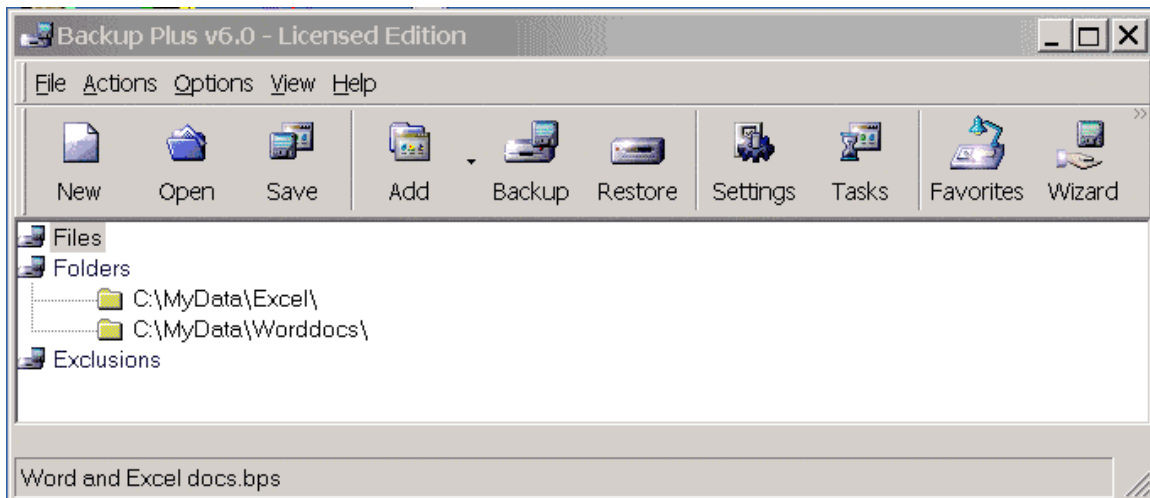 Backup Plus v6.0 - Licensed Edition
File Actions Options View Help
New Open Save Add Backup Restore Settings Tasks Favorites Wizard
Files
Folders
C:\MyData\Excel\
C:\MyData\Worddocs\
Exclusions
Word and Excel docs.bps